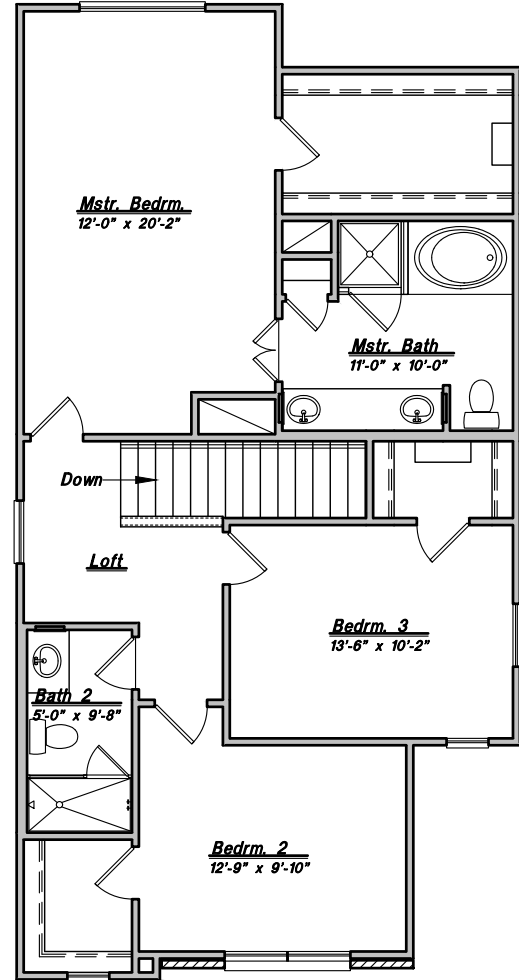 Mstr. Bedrm.
12'-0" x 20'-2"
Mstr. Bath
11'-0" x 10'-0"
Down
Loft
Bedrm. 3
13'-6" x 10'-2"
Bath 2
5'-0" x 9'-8"
Bedrm. 2
12'-9" x 9'-10"